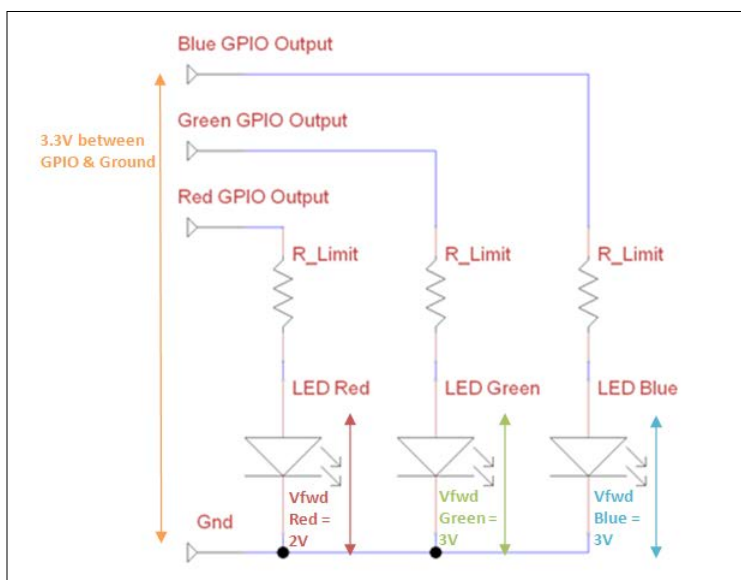 Blue GPIO Output
3.3V between
GPIO & Ground
Green GPIO Output
Red GPIO Output
R_Limit
R_Limit
R_Limit
LED Red
LED Green
LED Blue
Vfwd
Red =
2V
Vfwd
Green =
3V
Vfwd
Blue =
3V
Gnd